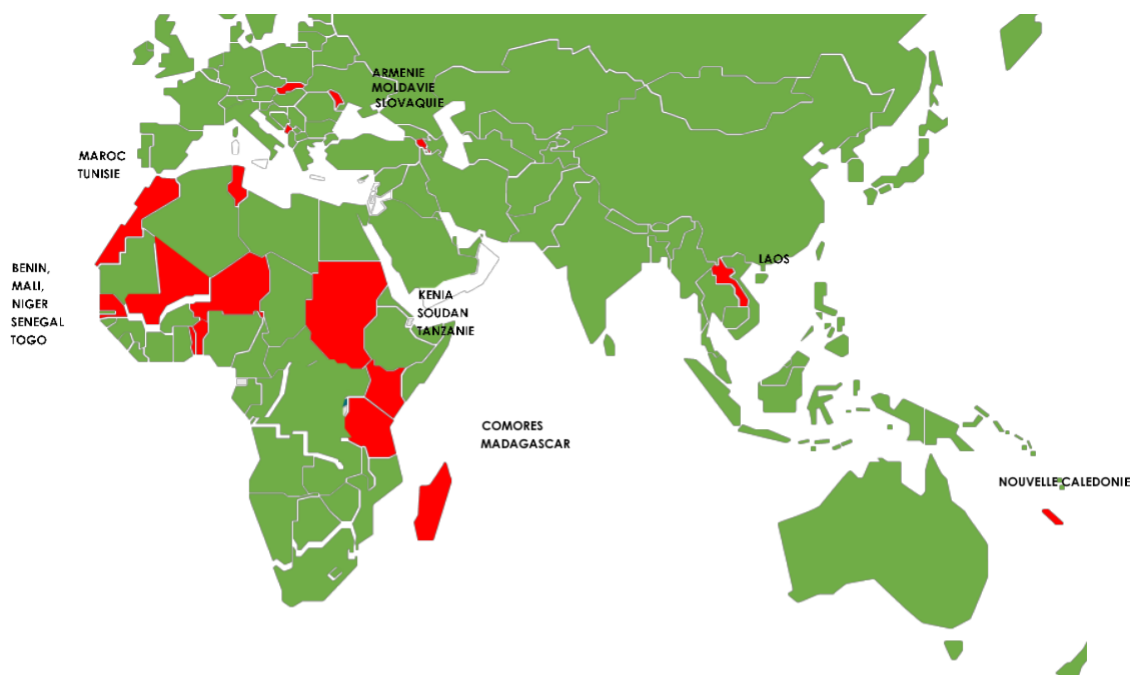 ARMENIE
MOLDAVIE
SLOVAQUIE
MAROC
TUNISIE
LAOS
BENIN,
MALI,
NIGER
SENEGAL
TOGO
KENIA
SOUDAN
TANZANIE
COMORES
MADAGASCAR
NOUVELLE CALEDONIE